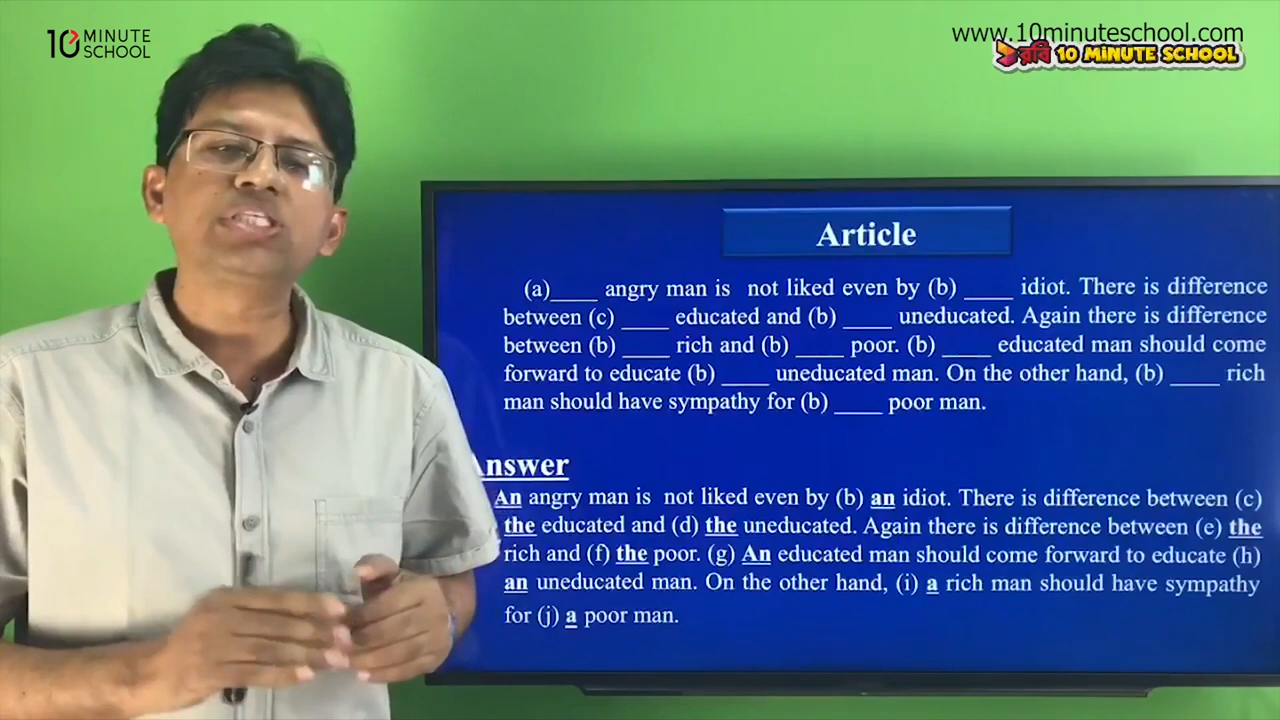 10 MINUTE
SCHOOL
www.10minuteschool.com
রবি 10 MiNUTE SCHOOL
Article
(a)____ angry man is not liked even by (b) ____ idiot. There is difference
between (c) ____ educated and (b) ____ uneducated. Again there is difference
between (b) ____ rich and (b) ____ poor. (b) ____ educated man should come
forward to educate (b) ____ uneducated man. On the other hand, (b) ____ rich
man should have sympathy for (b) ____ poor man.
Answer
An angry man is not liked even by (b) an idiot. There is difference between (c)
the educated and (d) the uneducated. Again there is difference between (e) the
rich and (f) the poor. (g) An educated man should come forward to educate (h)
an uneducated man. On the other hand, (i) a rich man should have sympathy
for (j) a poor man.